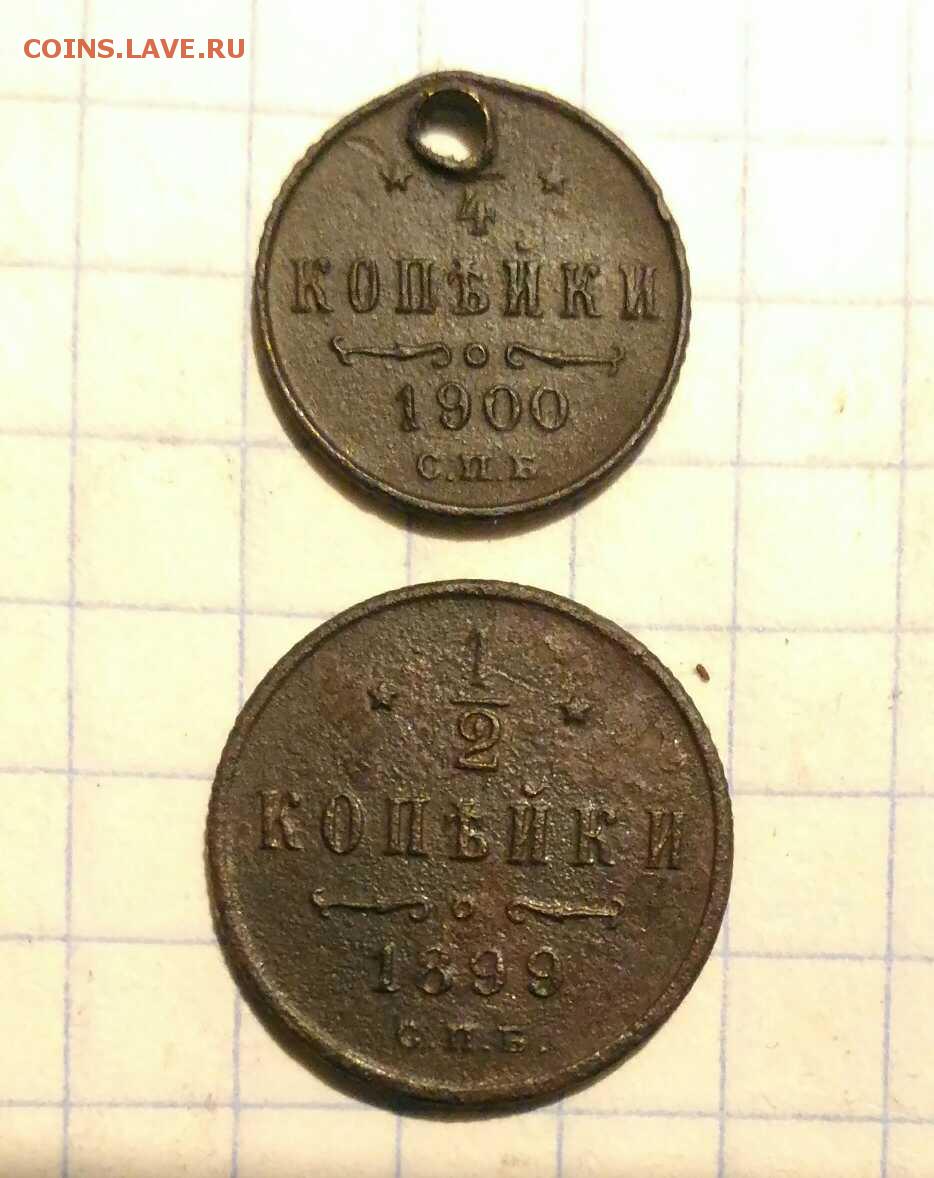 COINS.LAVE.RU
4
КОПѢЙКИ
1900
С.П.Б
1
2
КОПѢЙКИ
1899
С.П.Б.